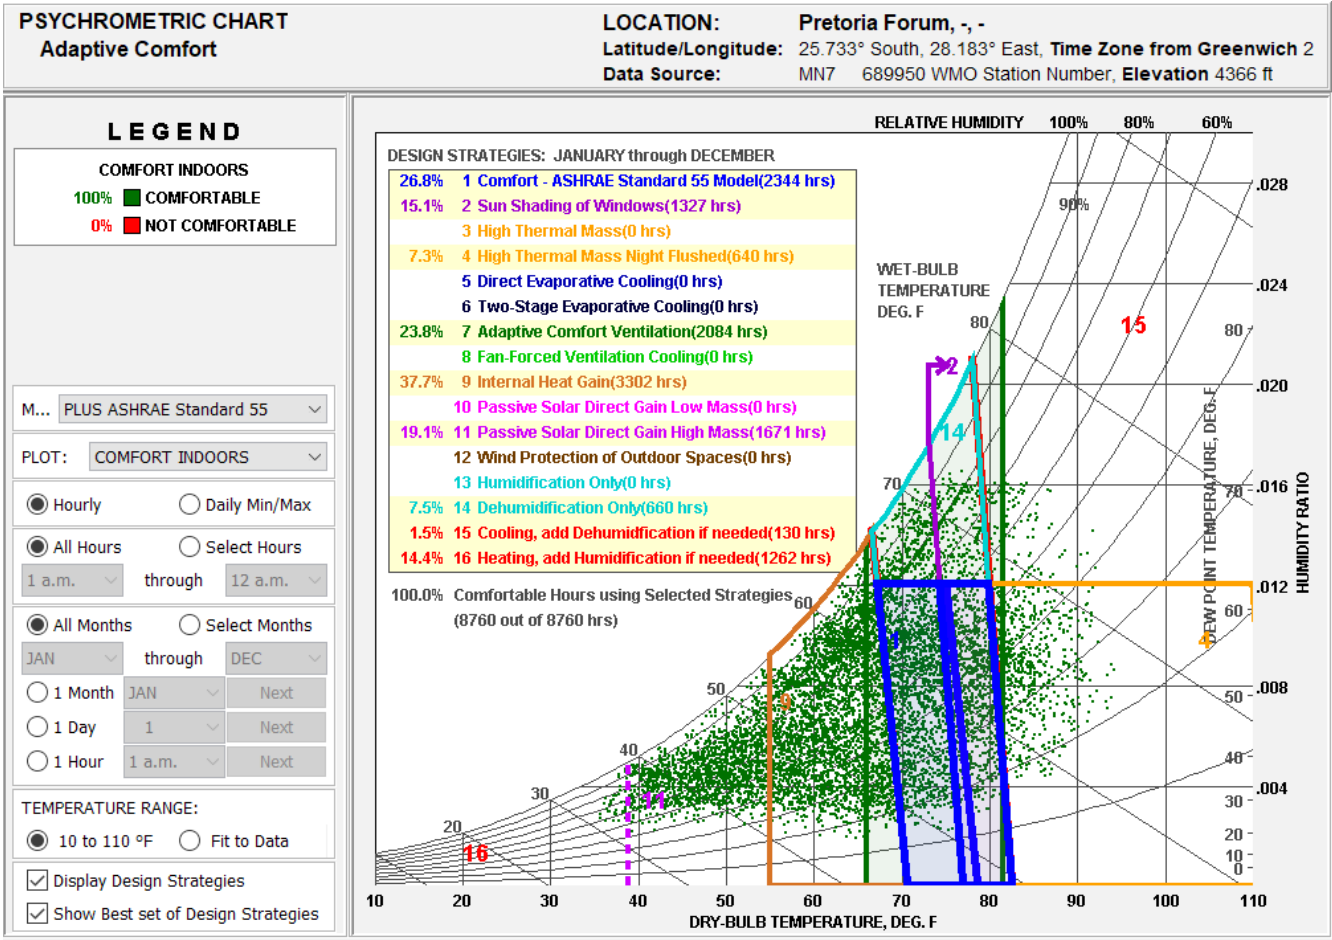 PSYCHROMETRIC CHART
Adaptive Comfort
LOCATION: Pretoria Forum, -, -
Latitude/Longitude: 25.733° South, 28.183° East, Time Zone from Greenwich 2
Data Source: MN7 689950 WMO Station Number, Elevation 4366 ft
LEGEND
COMFORT INDOORS
100% COMFORTABLE
0% NOT COMFORTABLE
M... PLUS ASHRAE Standard 55
PLOT: COMFORT INDOORS
Hourly Daily Min/Max
All Hours Select Hours
1 a.m. through 12 a.m.
All Months Select Months
JAN through DEC
1 Month JAN Next
1 Day 1 Next
1 Hour 1 a.m. Next
TEMPERATURE RANGE:
10 to 110 °F Fit to Data
Display Design Strategies
Show Best set of Design Strategies
RELATIVE HUMIDITY 100% 80% 60%
90%
DESIGN STRATEGIES: JANUARY through DECEMBER
26.8% 1 Comfort - ASHRAE Standard 55 Model(2344 hrs)
15.1% 2 Sun Shading of Windows(1327 hrs)
3 High Thermal Mass(0 hrs)
7.3% 4 High Thermal Mass Night Flushed(640 hrs)
5 Direct Evaporative Cooling(0 hrs)
6 Two-Stage Evaporative Cooling(0 hrs)
23.8% 7 Adaptive Comfort Ventilation(2084 hrs)
8 Fan-Forced Ventilation Cooling(0 hrs)
37.7% 9 Internal Heat Gain(3302 hrs)
10 Passive Solar Direct Gain Low Mass(0 hrs)
19.1% 11 Passive Solar Direct Gain High Mass(1671 hrs)
12 Wind Protection of Outdoor Spaces(0 hrs)
13 Humidification Only(0 hrs)
7.5% 14 Dehumidification Only(660 hrs)
1.5% 15 Cooling, add Dehumidfication if needed(130 hrs)
14.4% 16 Heating, add Humidification if needed(1262 hrs)
100.0% Comfortable Hours using Selected Strategies
(8760 out of 8760 hrs)
WET-BULB
TEMPERATURE
DEG. F
20
30
40
50
60
70
80
1
2
4
7
9
11
14
15
16
80
70
60
50
40
30
20
10
0
DEW POINT TEMPERATURE, DEG. F
.028
.024
.020
.016
.012
.008
.004
HUMIDITY RATIO
10 20 30 40 50 60 70 80 90 100 110
DRY-BULB TEMPERATURE, DEG. F